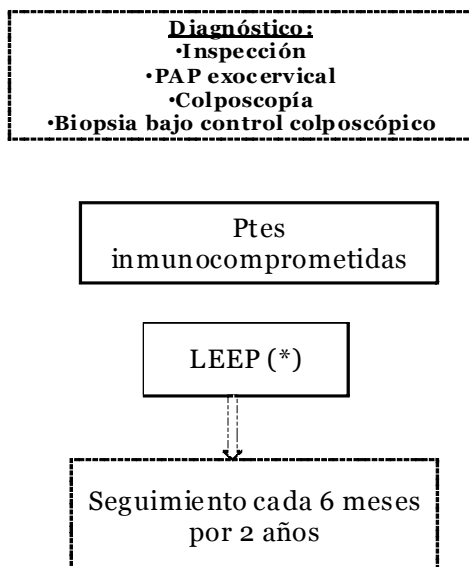 Diagnóstico:
•Inspección
•PAP exocervical
•Colposcopía
•Biopsia bajo control colposcópico
Ptes
inmunocomprometidas
LEEP (*)
Seguimiento cada 6 meses
por 2 años